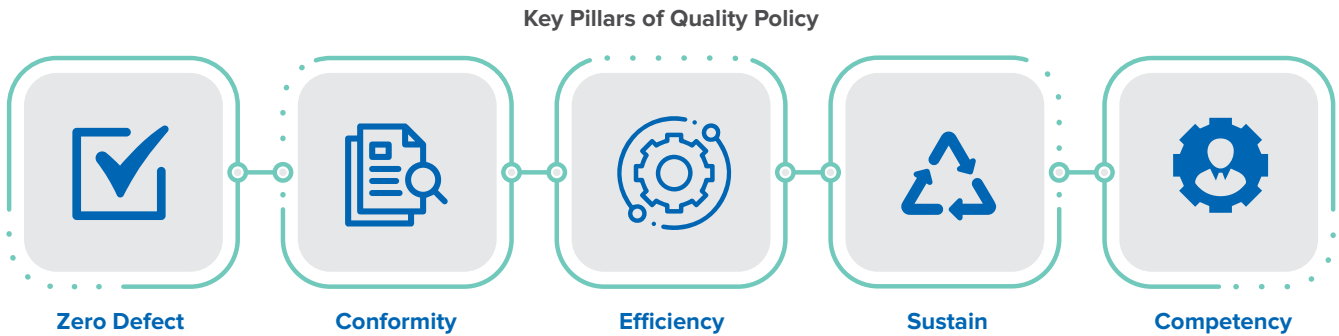 Key Pillars of Quality Policy
Zero Defect
Conformity
Efficiency
Sustain
Competency